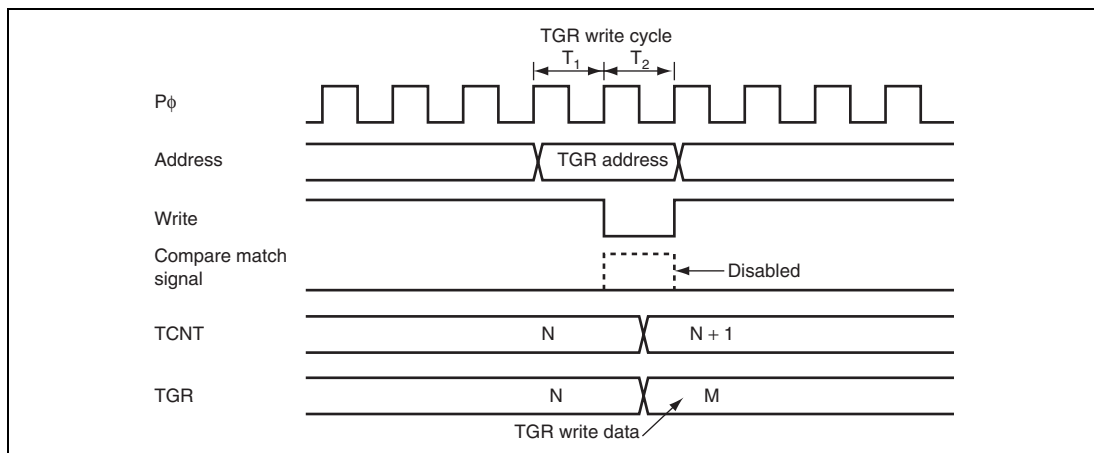 TGR write cycle
T1 T2
Pφ
Address TGR address
Write
Compare match
signal
Disabled
TCNT N N + 1
TGR N M
TGR write data